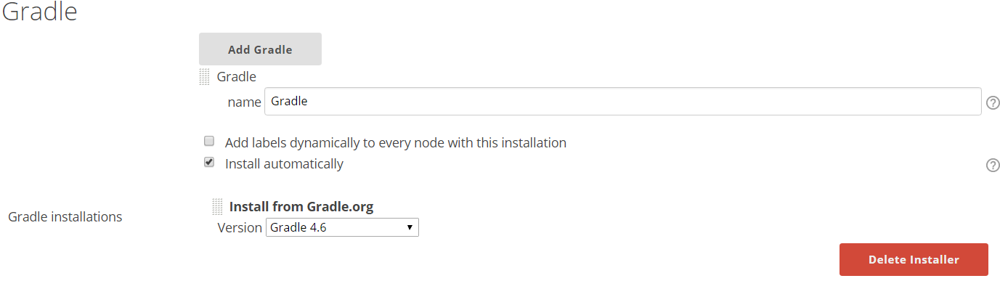 Gradle
Add Gradle
Gradle
name Gradle ?
Add labels dynamically to every node with this installation
Install automatically ?
Install from Gradle.org
Gradle installations
Version Gradle 4.6
Delete Installer